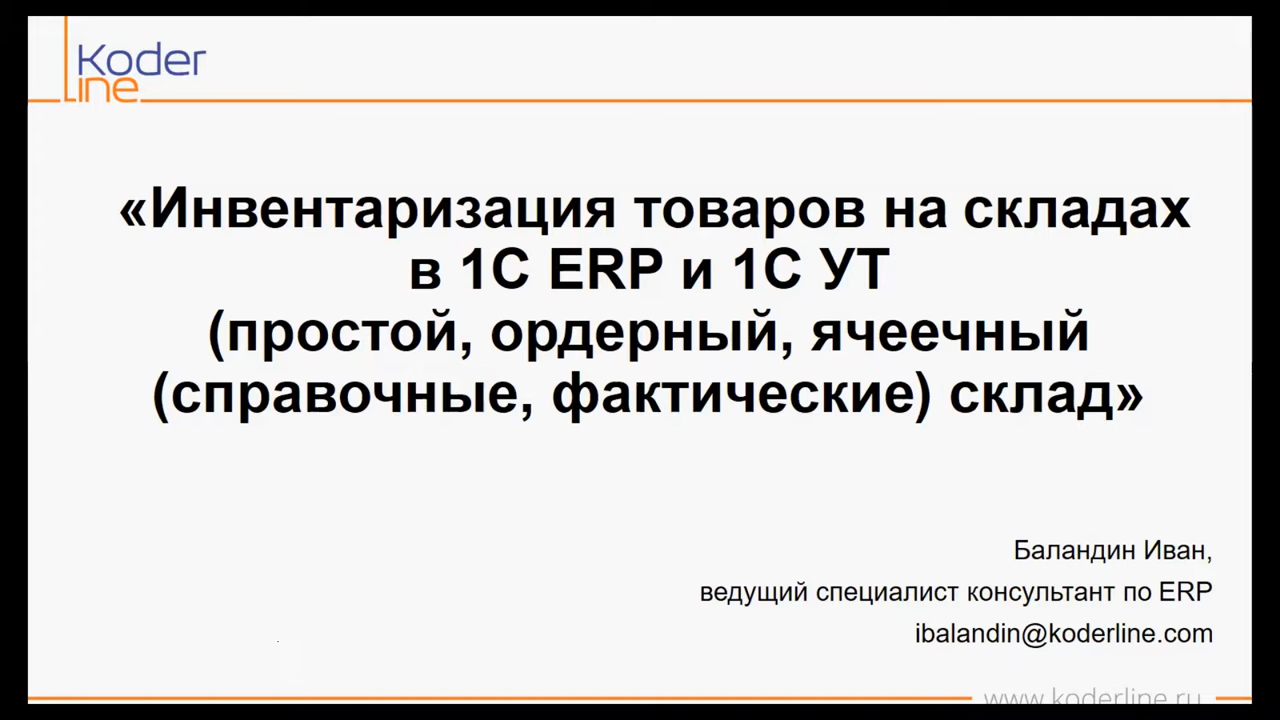 Koder
Line
«Инвентаризация товаров на складах
в 1С ERP и 1С УТ
(простой, ордерный, ячеечный
(справочные, фактические) склад»
Баландин Иван,
ведущий специалист консультант по ERP
ibalandin@koderline.com
www.koderline.ru